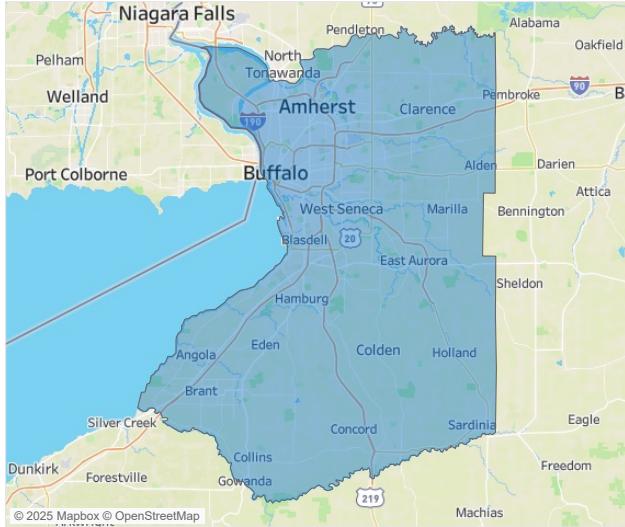 98
Niagara Falls
Alabama
Pendleton
Oakfield
North
Tonawanda
Pelham
Welland
Pembroke
90
Amherst
Clarence
190
Port Colborne
Buffalo
Alden
Darien
Attica
West Seneca
Marilla
Bennington
Blasdell
20
East Aurora
Sheldon
Hamburg
Eden
Colden
Holland
Angola
Brant
Silver Creek
Concord
Sardinia
Eagle
Dunkirk
Collins
Freedom
Forestville
Gowanda
219
Machias
© 2025 Mapbox © OpenStreetMap